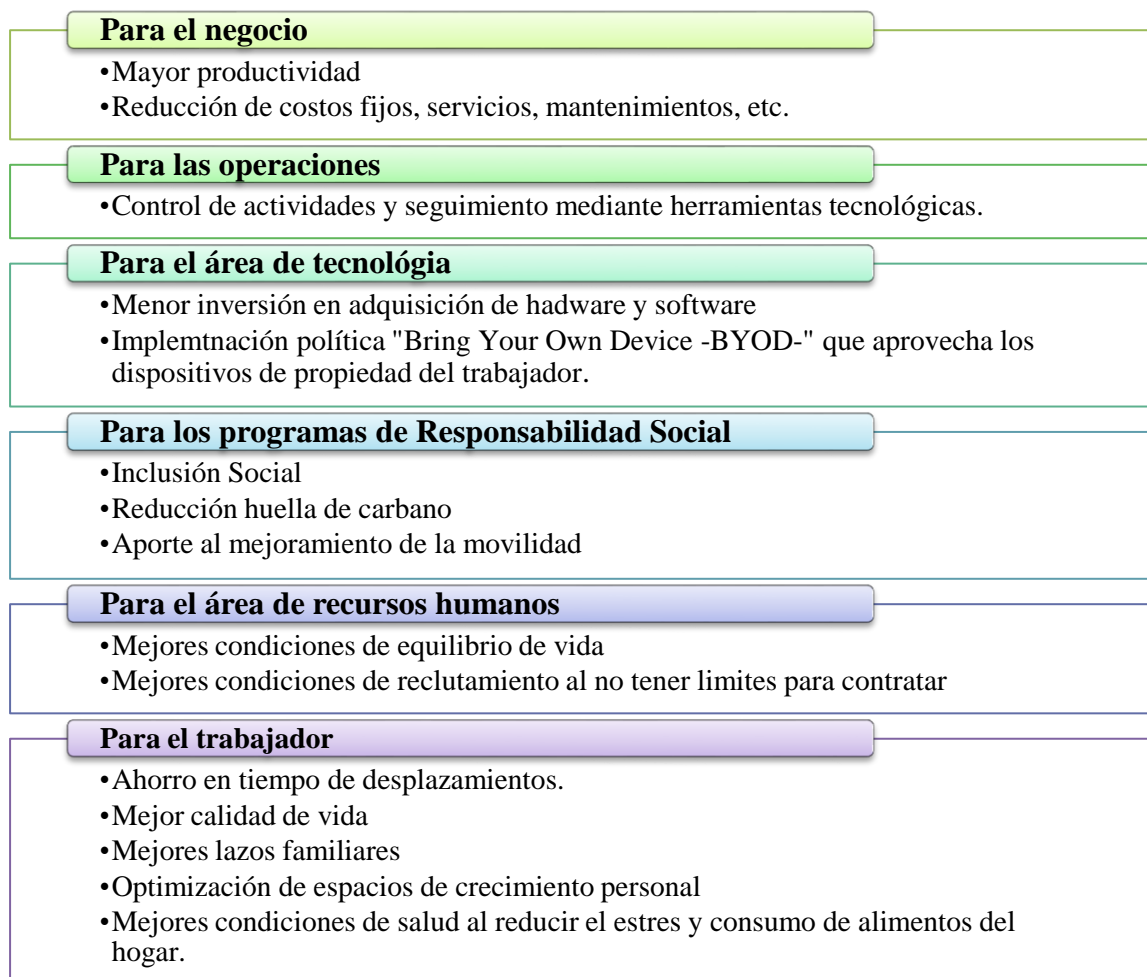 Para el negocio
•Mayor productividad
•Reducción de costos fijos, servicios, mantenimientos, etc.
Para las operaciones
•Control de actividades y seguimiento mediante herramientas tecnológicas.
Para el área de tecnológia
•Menor inversión en adquisición de hadware y software
•Implemtnación política "Bring Your Own Device -BYOD-" que aprovecha los
dispositivos de propiedad del trabajador.
Para los programas de Responsabilidad Social
•Inclusión Social
•Reducción huella de carbano
•Aporte al mejoramiento de la movilidad
Para el área de recursos humanos
•Mejores condiciones de equilibrio de vida
•Mejores condiciones de reclutamiento al no tener limites para contratar
Para el trabajador
•Ahorro en tiempo de desplazamientos.
•Mejor calidad de vida
•Mejores lazos familiares
•Optimización de espacios de crecimiento personal
•Mejores condiciones de salud al reducir el estres y consumo de alimentos del
hogar.